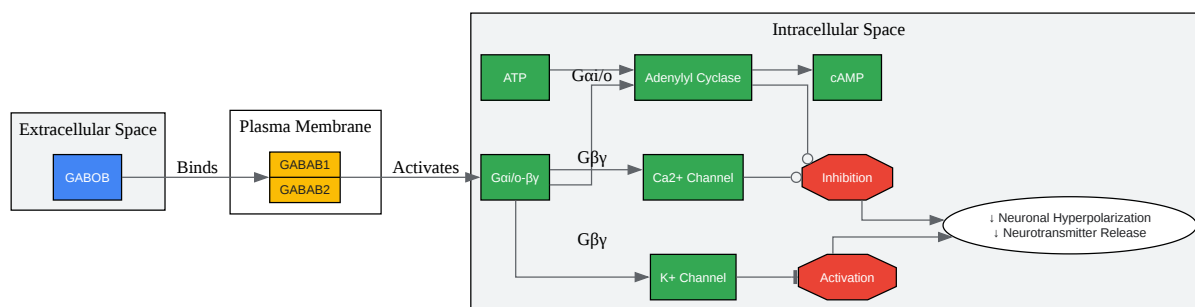 Intracellular Space
ATP
Gαi/o
Adenylyl Cyclase
cAMP
Extracellular Space
GABOB
Binds
Plasma Membrane
GABAB1
GABAB2
Activates
Gαi/o-βγ
Gβγ
Ca2+ Channel
Inhibition
↓ Neuronal Hyperpolarization
↓ Neurotransmitter Release
Gβγ
K+ Channel
Activation